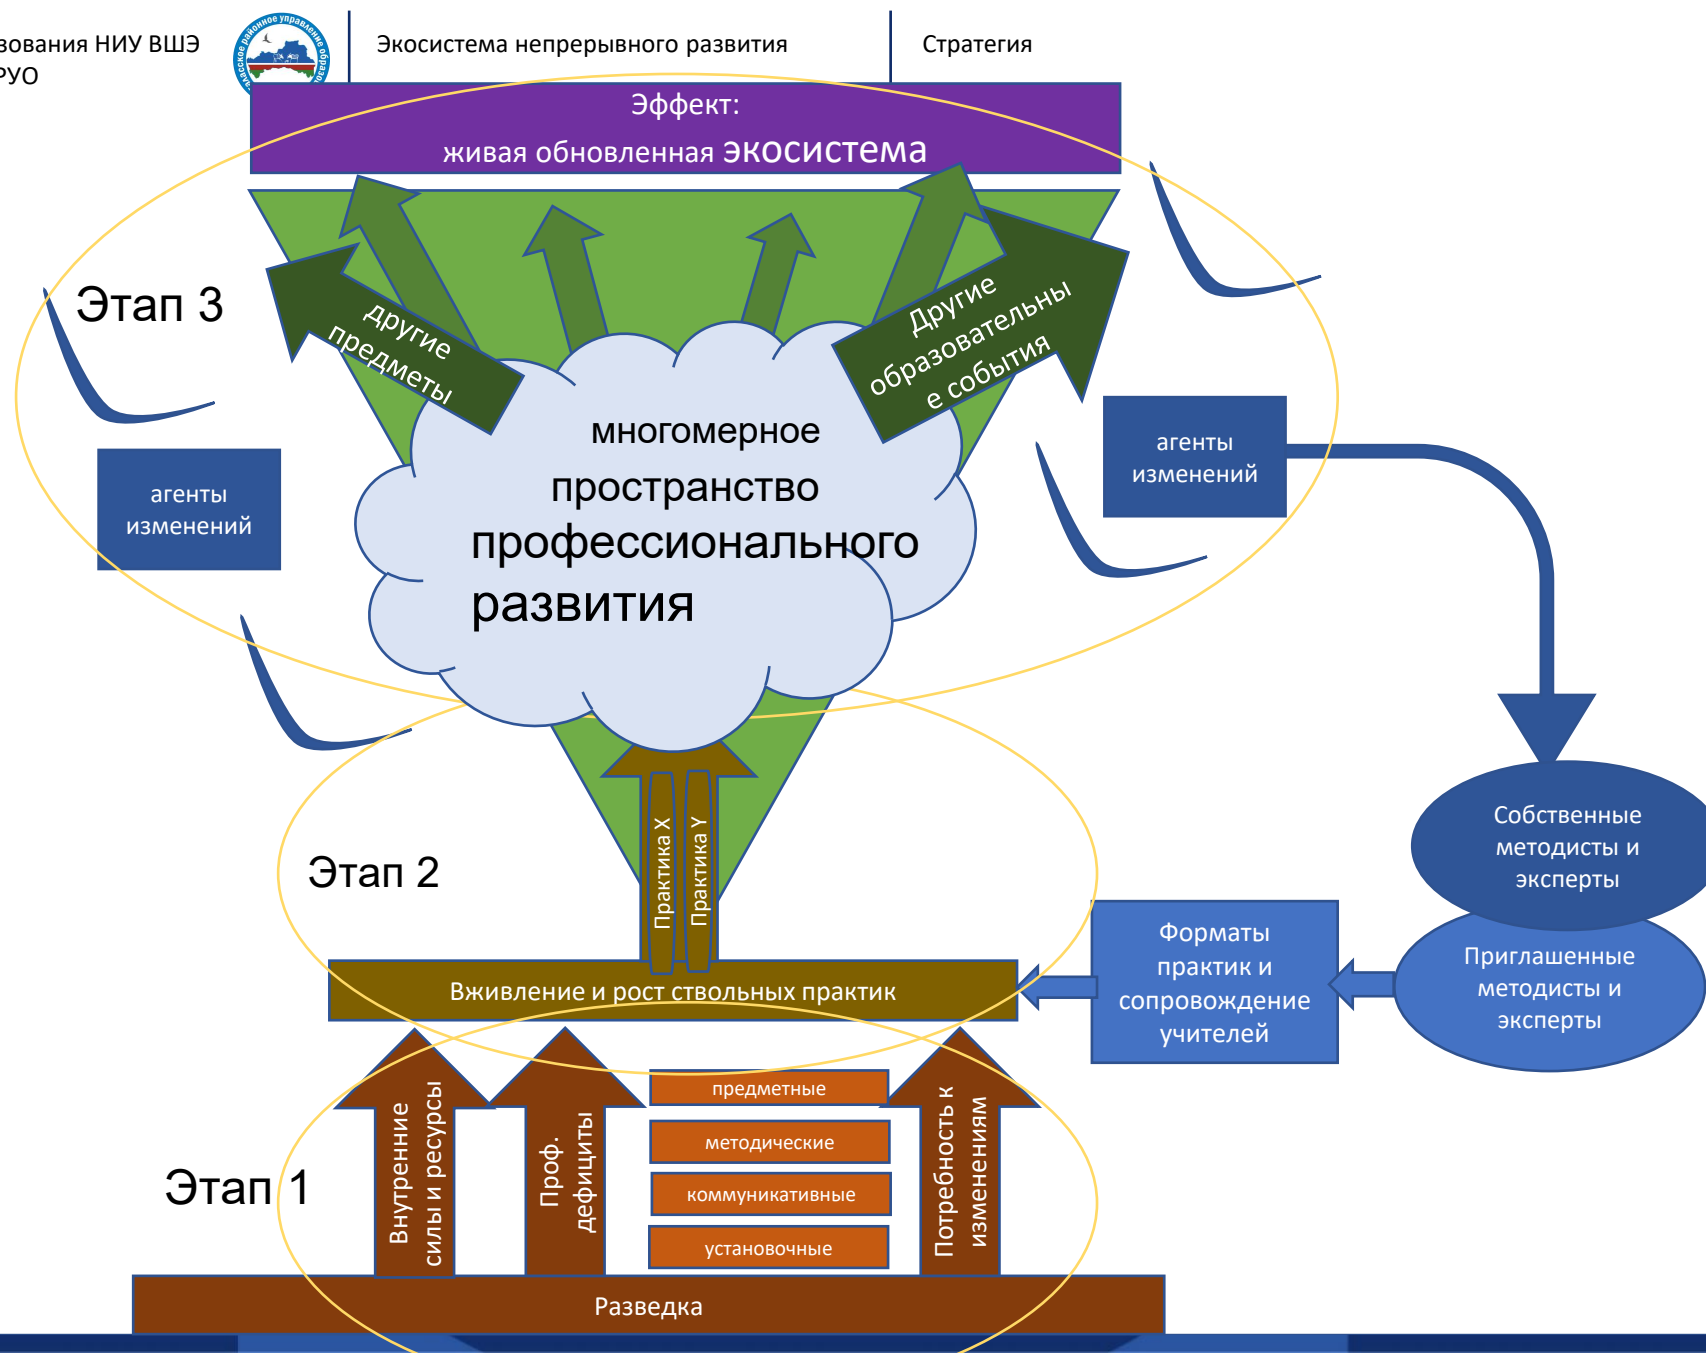 зования НИУ ВШЭ
РУО
районное управление
Экосистема непрерывного развития
Стратегия
Эффект:
живая обновленная экосистема
Этап 3
другие
предметы
Другие
образовательны
е события
многомерное
пространство
профессионального
развития
агенты
изменений
агенты
изменений
Этап 2
Практика X
Практика Y
Собственные
методисты и
эксперты
Приглашенные
методисты и
эксперты
Форматы
практик и
сопровождение
учителей
Вживление и рост ствольных практик
Этап 1
Внутренние
силы и ресурсы
Проф.
дефициты
предметные
методические
коммуникативные
установочные
Потребность к
изменениям
Разведка